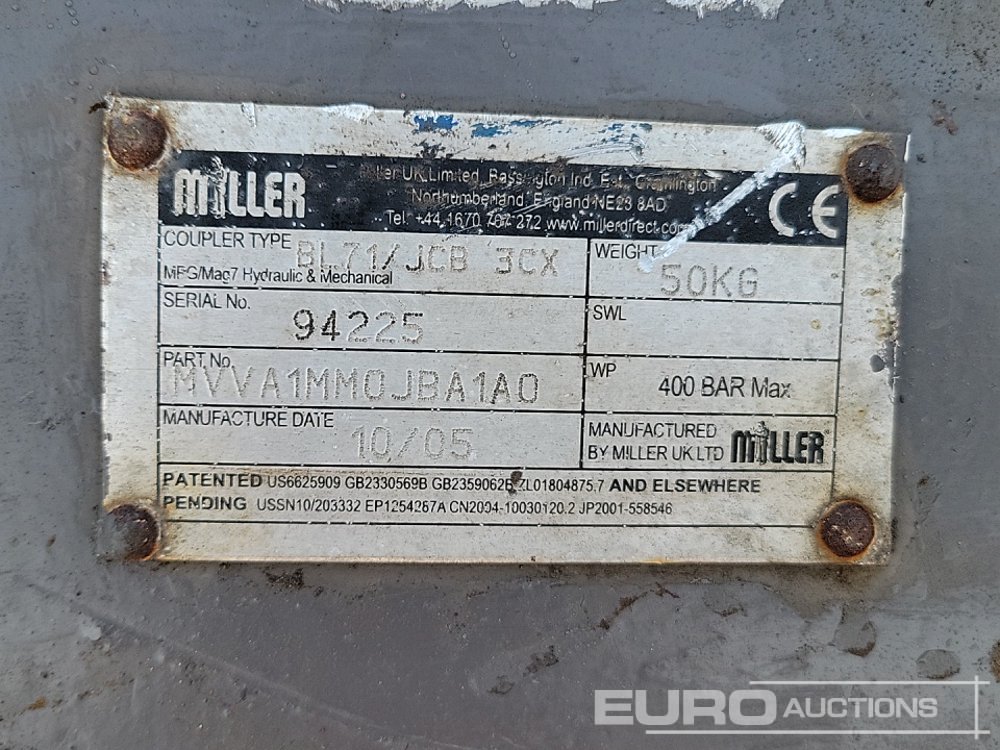 MILLER
Miller UK Limited, Bassington Ind. Est., Cramlington
Northumberland, England NE23 8AD
Tel: +44 1670 707 272 www.millerdirect.com
CE
COUPLER TYPE BL71/JCB 3CX
MFG/Mag7 Hydraulic & Mechanical
WEIGHT 50KG
SERIAL No. 94225
SWL
PART No. MVVA1MM0JBA1A0
WP 400 BAR Max
MANUFACTURE DATE 10/05
MANUFACTURED
BY MILLER UK LTD MILLER
PATENTED US6625909 GB2330569B GB2359062B ZL01804875.7 AND ELSEWHERE
PENDING USSN10/203332 EP1254287A CN2004-10030120.2 JP2001-558546
EURO AUCTIONS